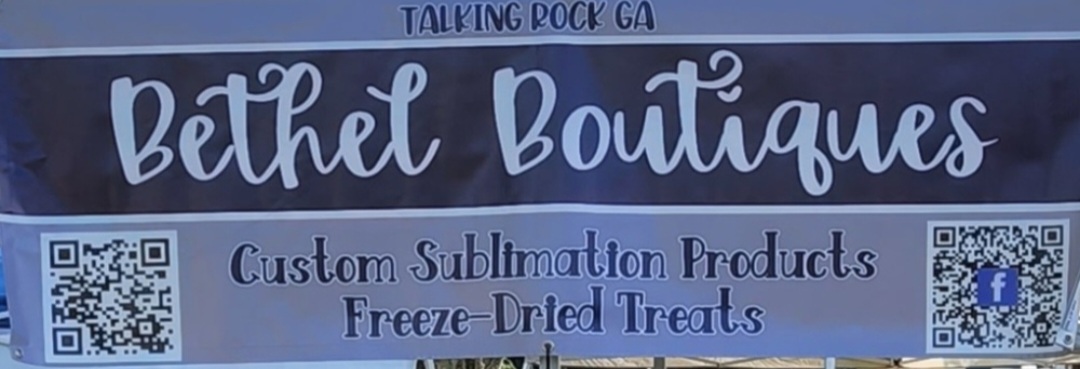 TALKING ROCK GA
Bethel Boutiques
Custom Sublimation Products
Freeze-Dried Treats
f